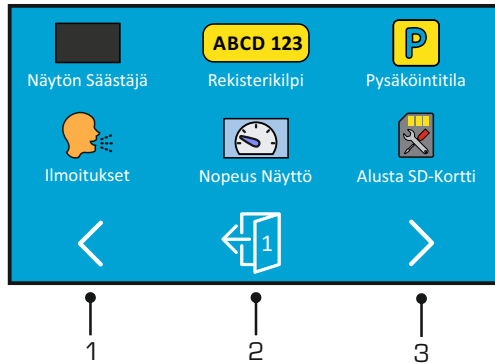 ABCD 123
P
Näytön Säästäjä
Rekisterikilpi
Pysäköintitila
Ilmoitukset
Nopeus Näyttö
Alusta SD-Kortti
1
1
2
3